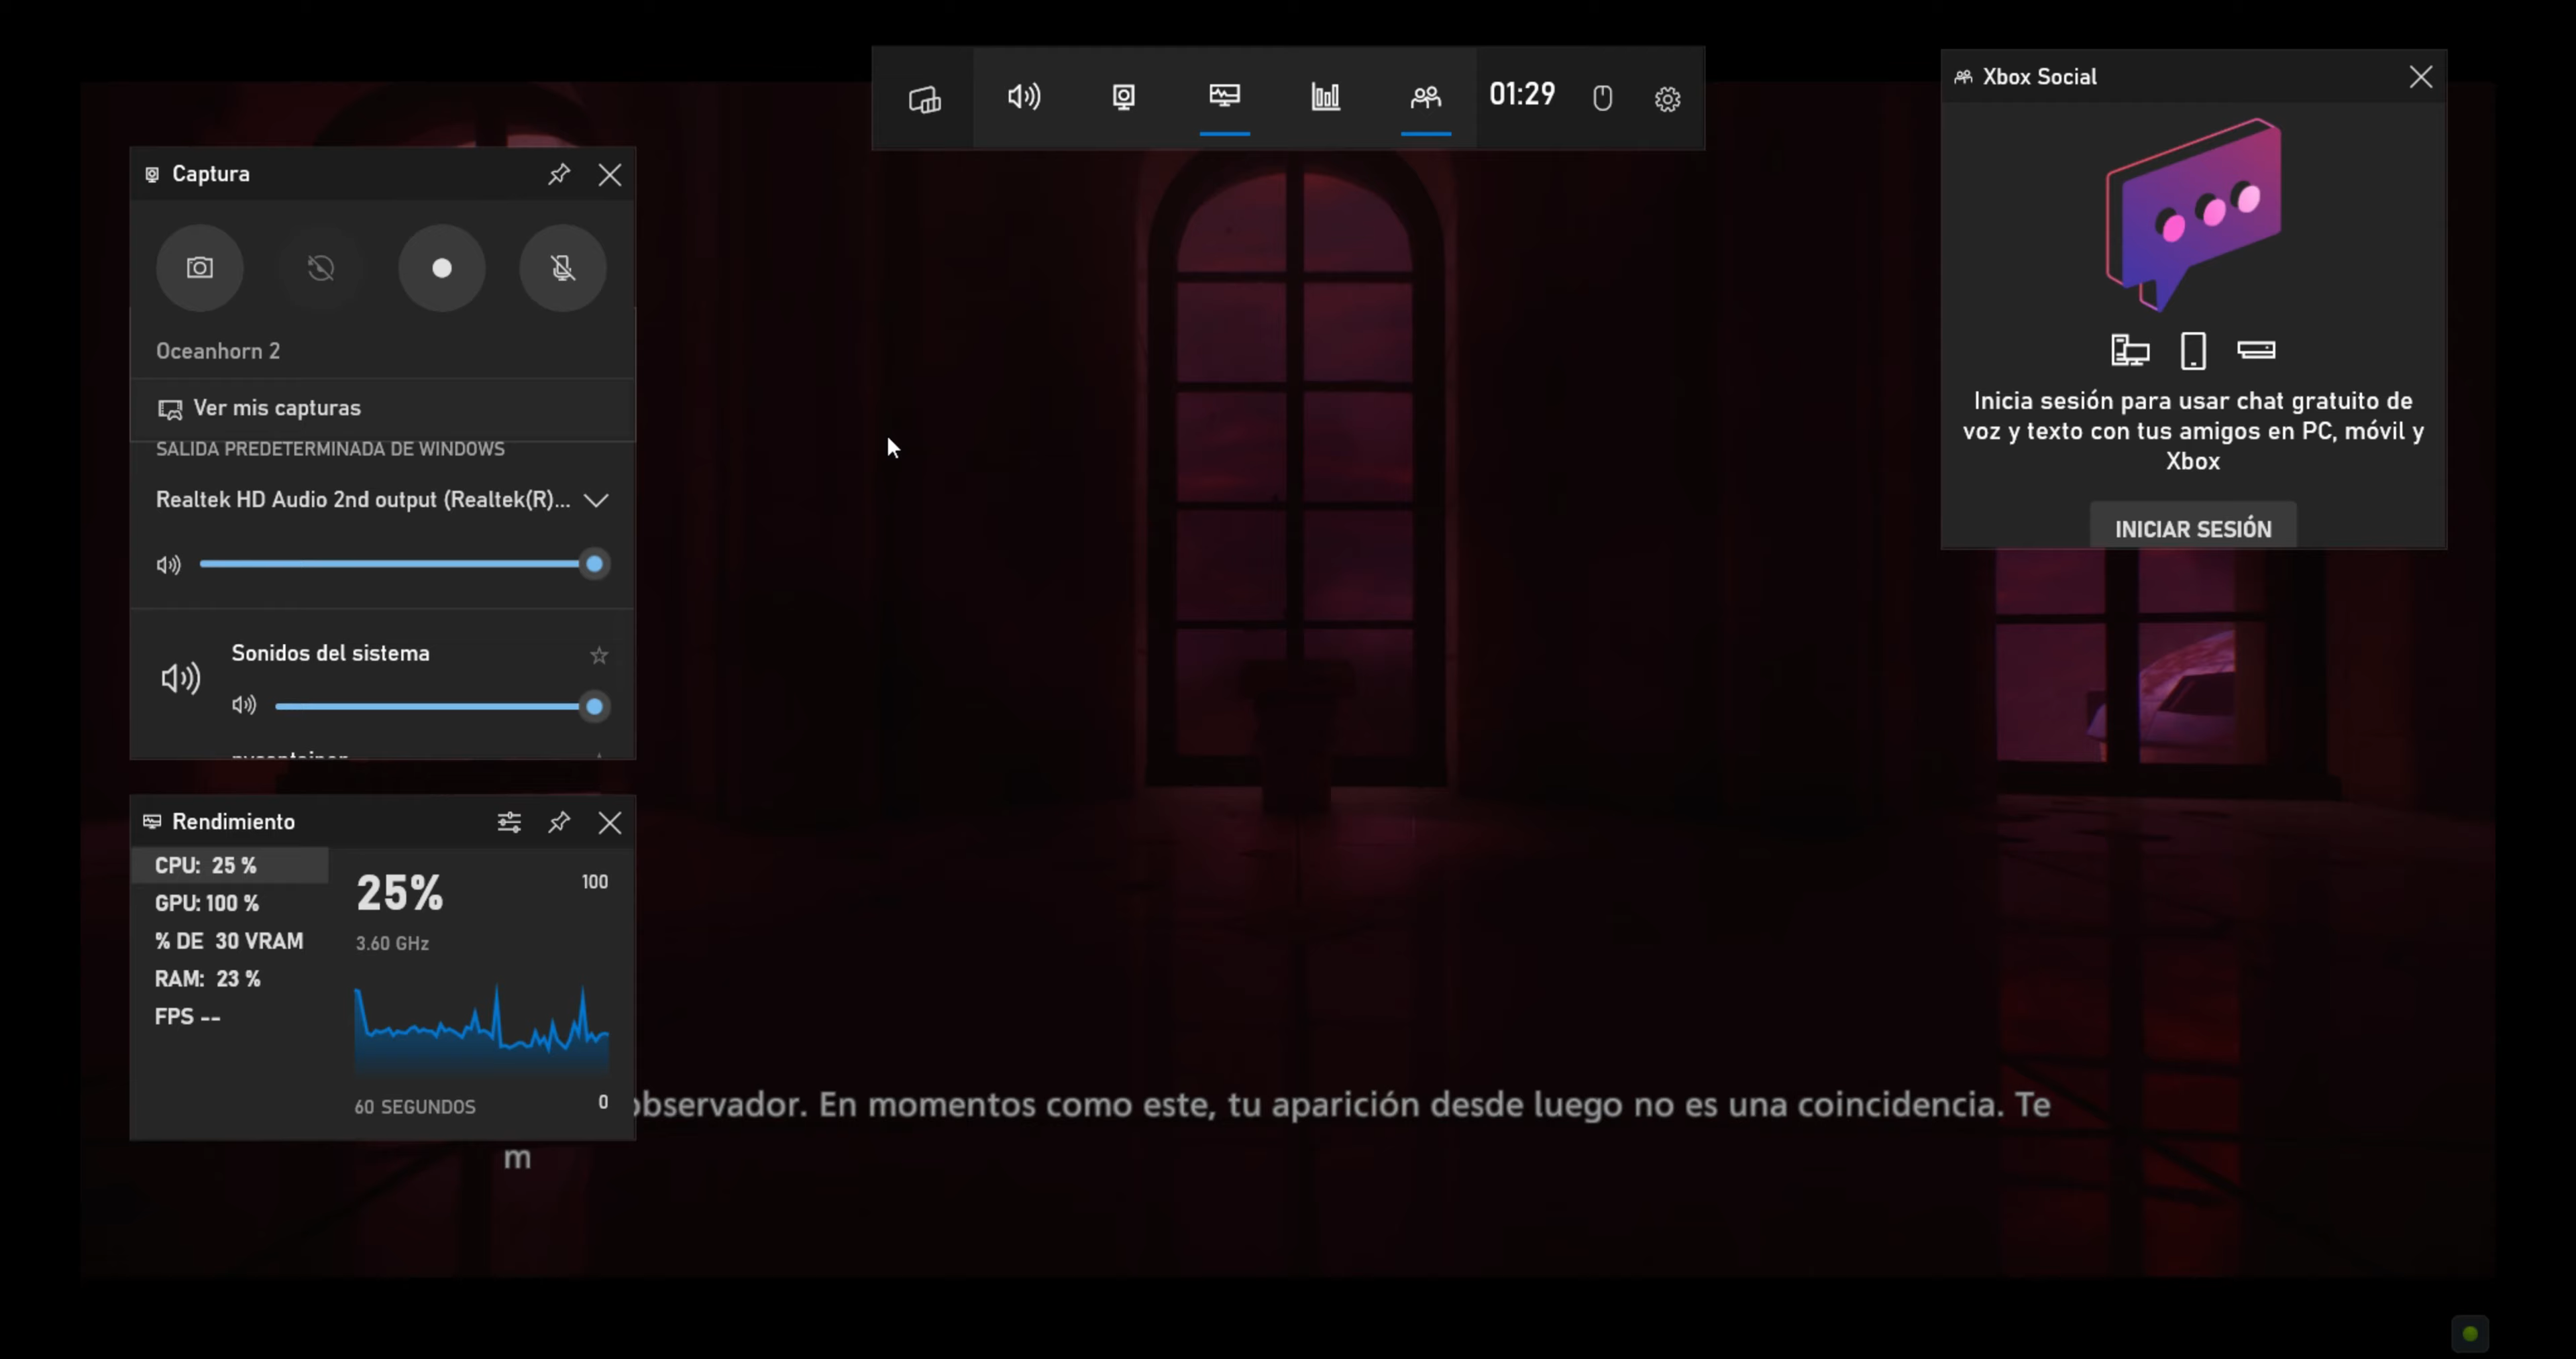 01:29
Xbox Social
Inicia sesión para usar chat gratuito de
voz y texto con tus amigos en PC, móvil y
Xbox
INICIAR SESIÓN
Captura
Oceanhorn 2
Ver mis capturas
SALIDA PREDETERMINADA DE WINDOWS
Realtek HD Audio 2nd output (Realtek(R)...
Sonidos del sistema
Rendimiento
CPU: 25 %
GPU: 100 %
% DE 30 VRAM
RAM: 23 %
FPS --
25%
100
3.60 GHz
60 SEGUNDOS
0
observador. En momentos como este, tu aparición desde luego no es una coincidencia. Te
m